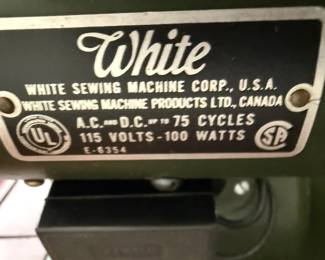 White
WHITE SEWING MACHINE CORP., U.S.A.
WHITE SEWING MACHINE PRODUCTS LTD., CANADA
UL A.C. AND D.C. UP TO 75 CYCLES SA
115 VOLTS-100 WATTS
E-6354